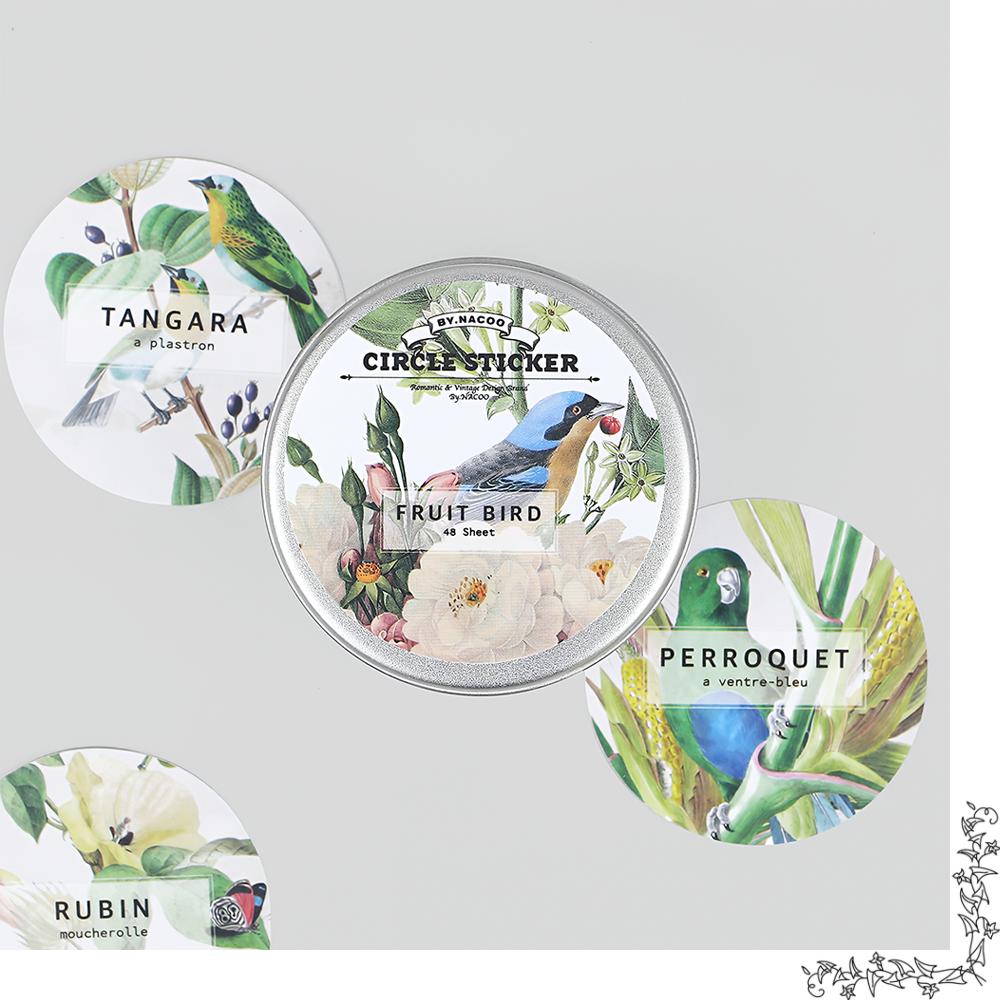 TANGARA
a plastron
BY.NACOO
CIRCLE STICKER
Romantic & Vintage Design Brand
By.NACOO
FRUIT BIRD
48 Sheet
PERROQUET
a ventre-bleu
RUBIN
moucherolle